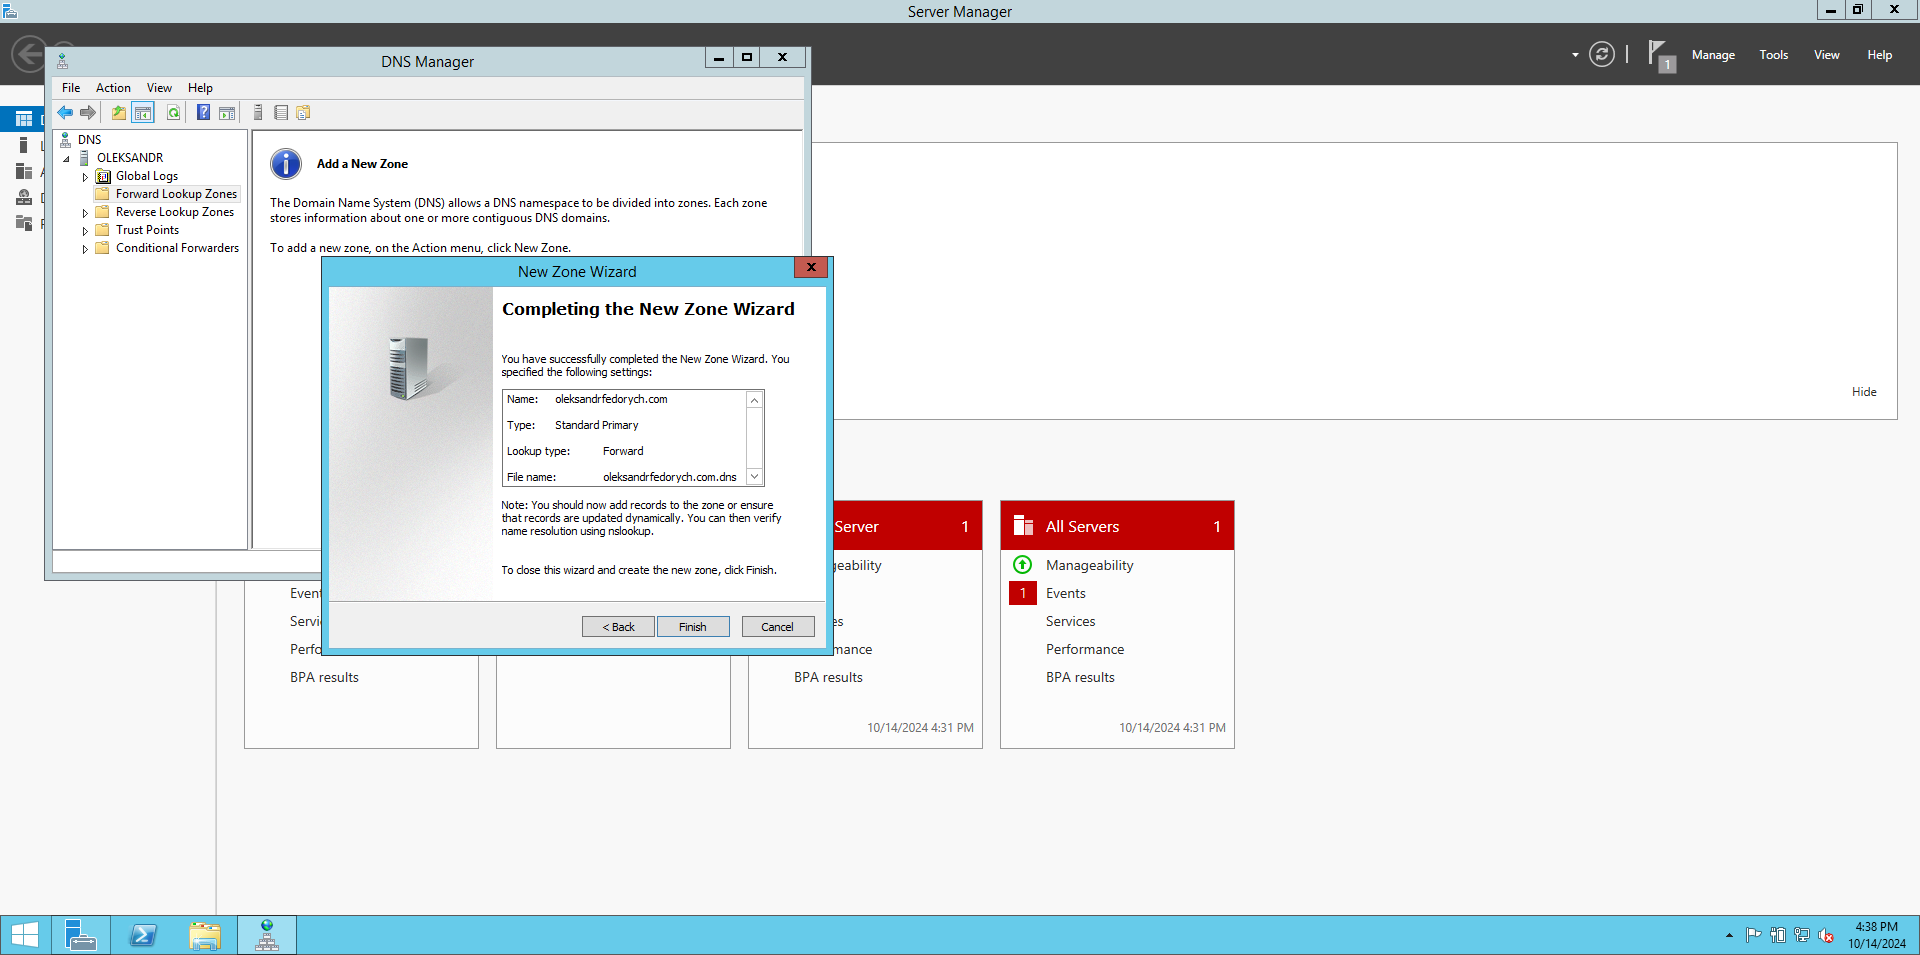 Server Manager
Manage
Tools
View
Help
1
DNS Manager
File
Action
View
Help
DNS
OLEKSANDR
Global Logs
Forward Lookup Zones
Reverse Lookup Zones
Trust Points
Conditional Forwarders
Add a New Zone
The Domain Name System (DNS) allows a DNS namespace to be divided into zones. Each zone
stores information about one or more contiguous DNS domains.
To add a new zone, on the Action menu, click New Zone.
New Zone Wizard
Completing the New Zone Wizard
You have successfully completed the New Zone Wizard. You
specified the following settings:
Name: oleksandrfedorych.com
Type: Standard Primary
Lookup type: Forward
File name: oleksandrfedorych.com.dns
Note: You should now add records to the zone or ensure
that records are updated dynamically. You can then verify
name resolution using nslookup.
To close this wizard and create the new zone, click Finish.
< Back
Finish
Cancel
Hide
Event
Servi
Perfo
BPA results
Server 1
geability
es
mance
BPA results
10/14/2024 4:31 PM
All Servers 1
Manageability
1 Events
Services
Performance
BPA results
10/14/2024 4:31 PM
4:38 PM
10/14/2024